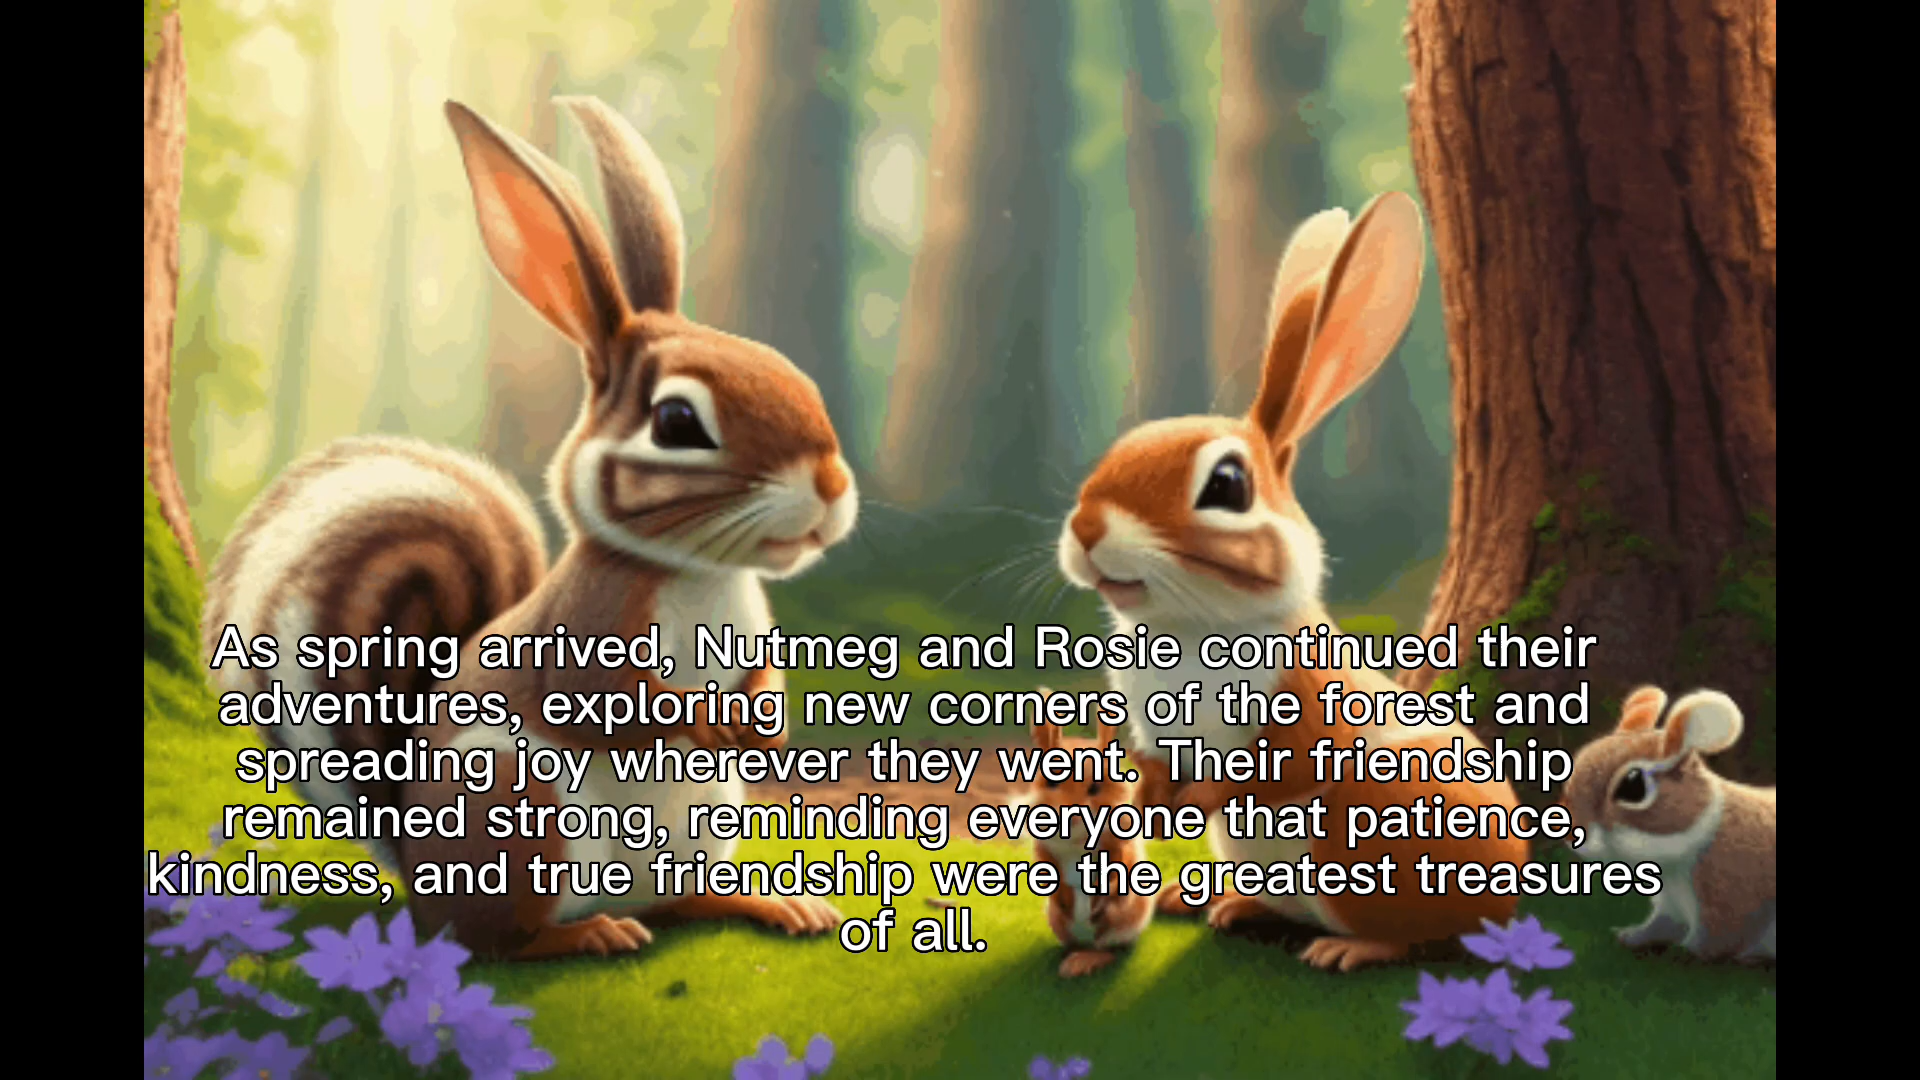 As spring arrived, Nutmeg and Rosie continued their
adventures, exploring new corners of the forest and
spreading joy wherever they went. Their friendship
remained strong, reminding everyone that patience,
kindness, and true friendship were the greatest treasures
of all.